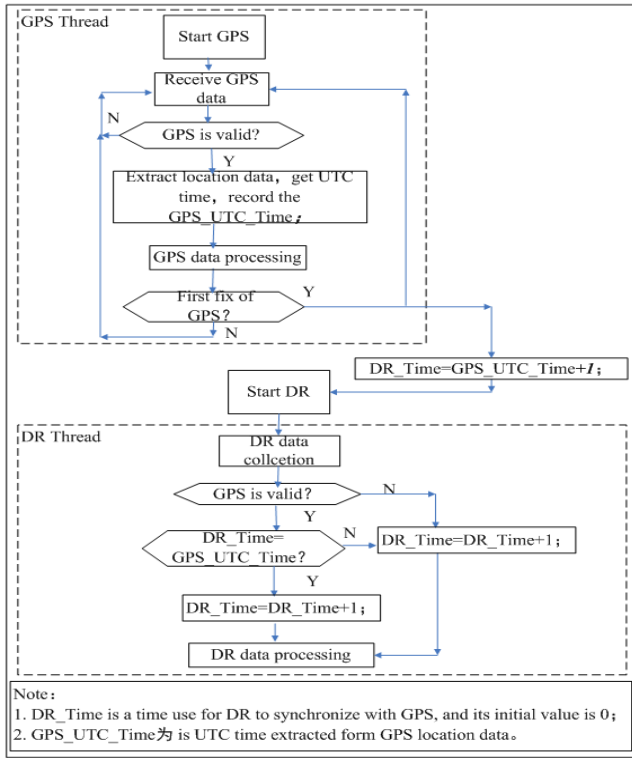 GPS Thread
Start GPS
Receive GPS
data
N
GPS is valid?
Y
Extract location data，get UTC
time，record the
GPS_UTC_Time；
GPS data processing
First fix of
GPS？
Y
N
DR_Time=GPS_UTC_Time+1；
Start DR
DR Thread
DR data
collcetion
GPS is valid？
N
Y
DR_Time=
GPS_UTC_Time？
N
DR_Time=DR_Time+1；
Y
DR_Time=DR_Time+1；
DR data processing
Note：
1. DR_Time is a time use for DR to synchronize with GPS, and its initial value is 0；
2. GPS_UTC_Time为 is UTC time extracted form GPS location data。